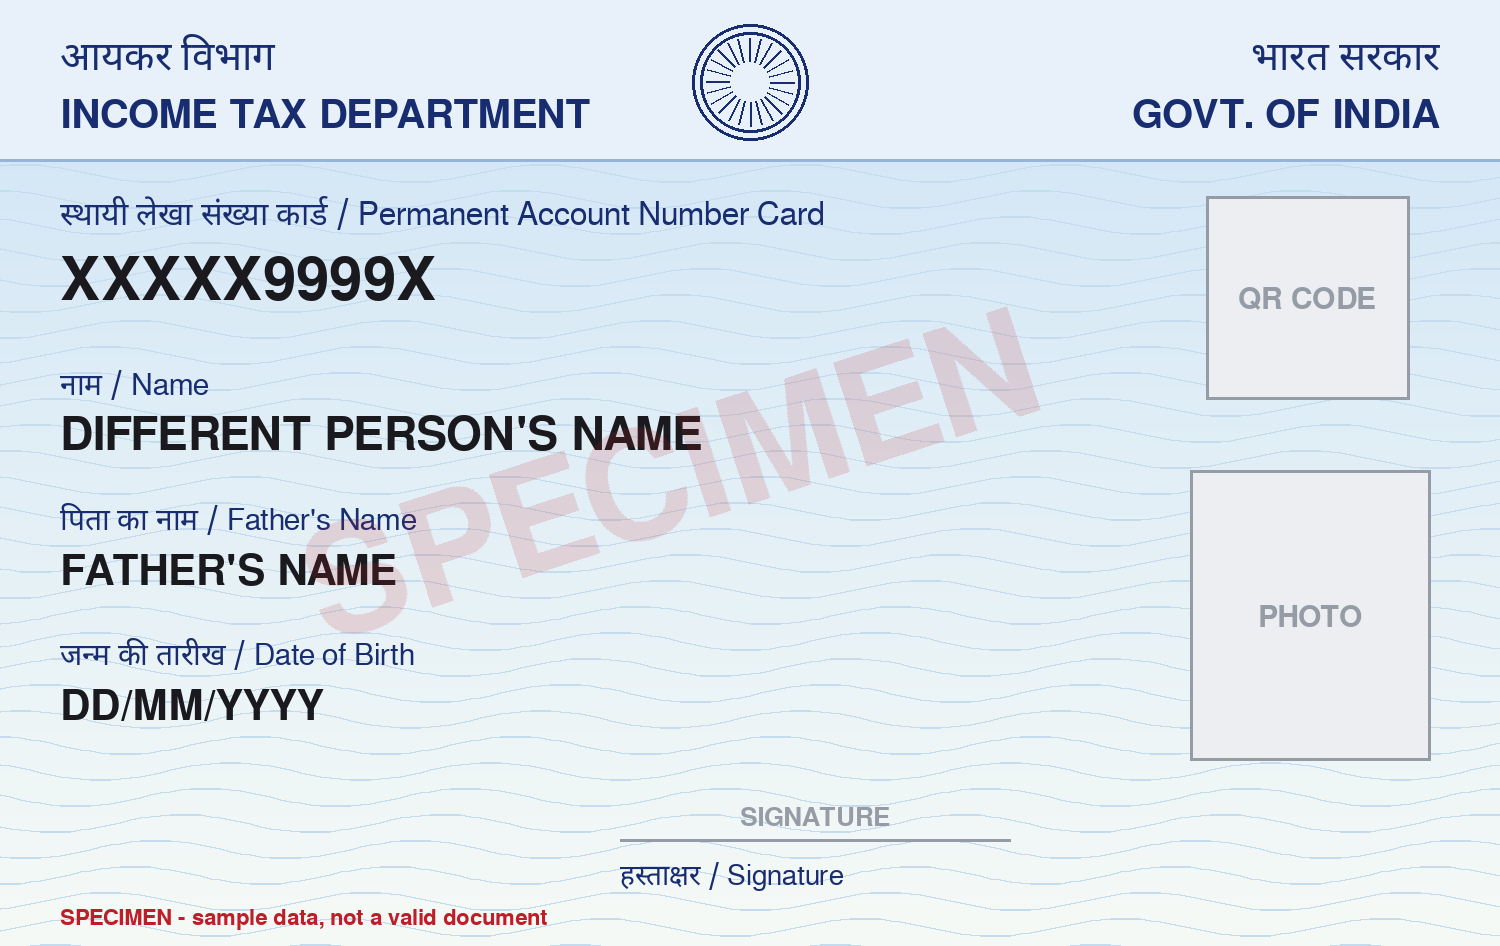 आयकर विभाग
INCOME TAX DEPARTMENT
भारत सरकार
GOVT. OF INDIA
स्थायी लेखा संख्या कार्ड / Permanent Account Number Card
XXXXX9999X
QR CODE
नाम / Name
DIFFERENT PERSON'S NAME
SPECIMEN
पिता का नाम / Father's Name
FATHER'S NAME
PHOTO
जन्म की तारीख / Date of Birth
DD/MM/YYYY
SIGNATURE
हस्ताक्षर / Signature
SPECIMEN - sample data, not a valid document